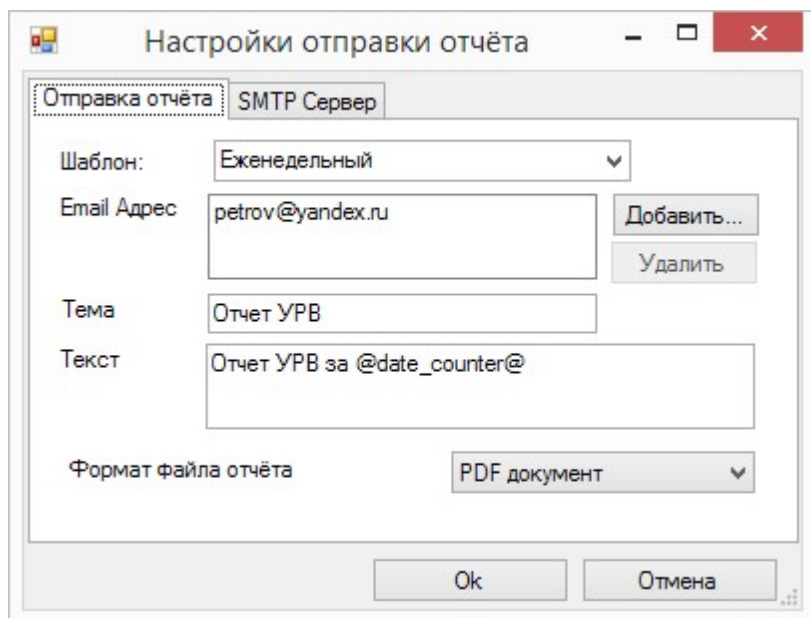 Настройки отправки отчёта
Отправка отчёта SMTP Сервер
Шаблон: Еженедельный
Email Адрес petrov@yandex.ru Добавить...
Удалить
Тема Отчет УРВ
Текст Отчет УРВ за @date_counter@
Формат файла отчёта PDF документ
Ok Отмена